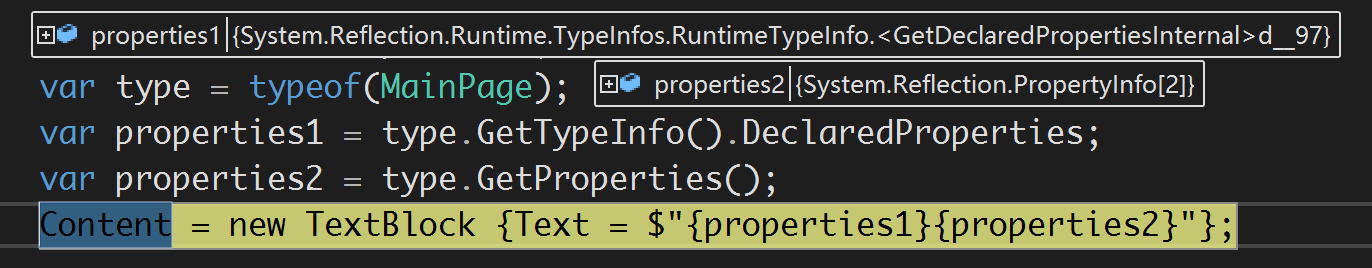 properties1 {System.Reflection.Runtime.TypeInfos.RuntimeTypeInfo.<GetDeclaredPropertiesInternal>d__97}
var type = typeof(MainPage); properties2 {System.Reflection.PropertyInfo[2]}
var properties1 = type.GetTypeInfo().DeclaredProperties;
var properties2 = type.GetProperties();
Content = new TextBlock {Text = $"{properties1}{properties2}"};